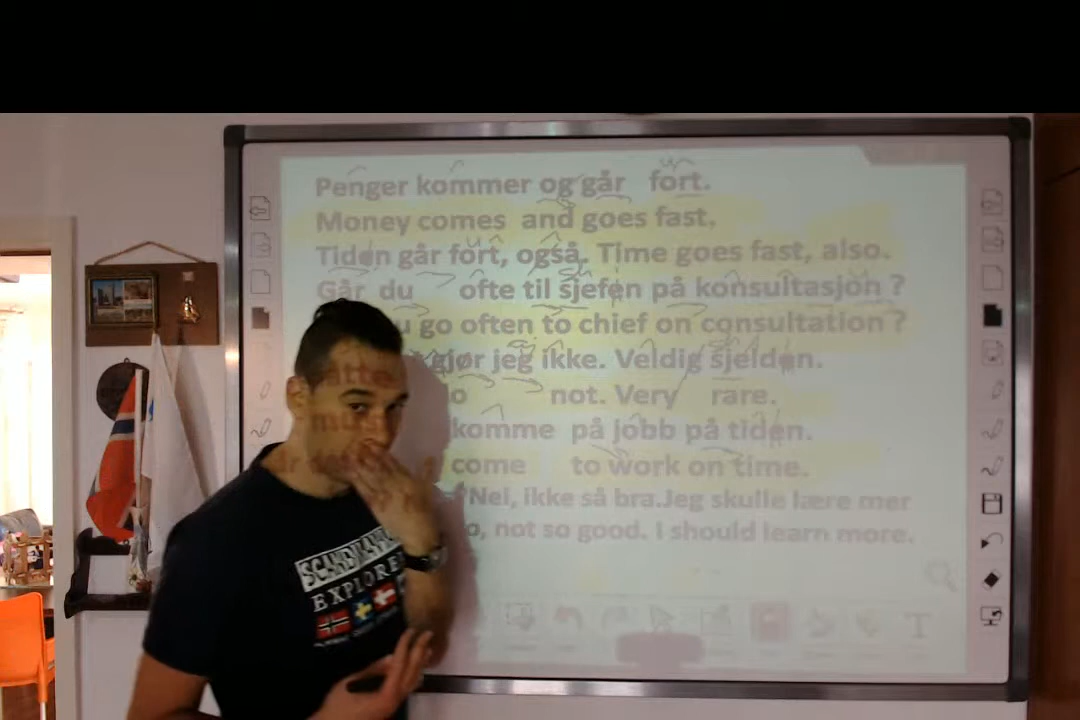 Penger kommer og går fort.
Money comes and goes fast.
Tiden går fort, også. Time goes fast, also.
Går du ofte til sjefen på konsultasjon ?
go often to chief on consultation ?
gjør jeg ikke. Veldig sjelden.
not. Very rare.
komme på jobb på tiden.
come to work on time.
Nei, ikke så bra.Jeg skulle lære mer
not so good. I should learn more.
SCANDINAVIA
EXPLORER